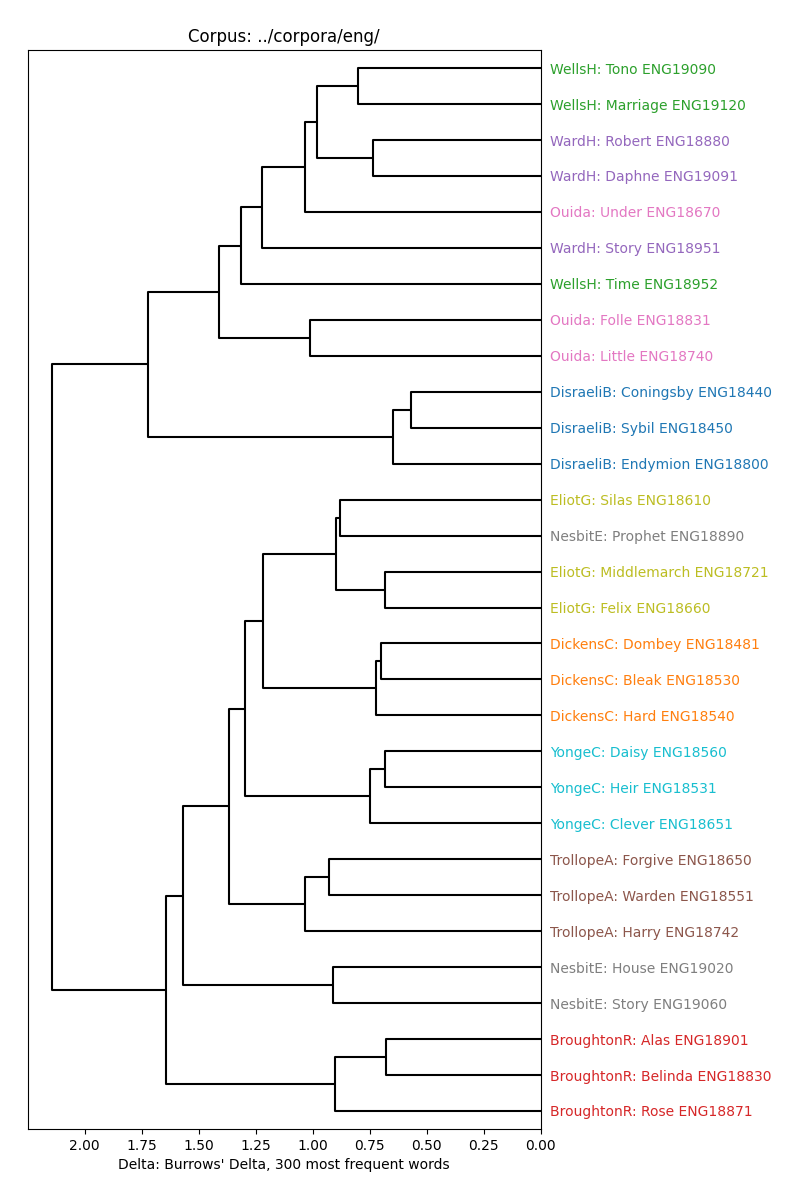 Corpus: ../corpora/eng/
WellsH: Tono ENG19090
WellsH: Marriage ENG19120
WardH: Robert ENG18880
WardH: Daphne ENG19091
Ouida: Under ENG18670
WardH: Story ENG18951
WellsH: Time ENG18952
Ouida: Folle ENG18831
Ouida: Little ENG18740
DisraeliB: Coningsby ENG18440
DisraeliB: Sybil ENG18450
DisraeliB: Endymion ENG18800
EliotG: Silas ENG18610
NesbitE: Prophet ENG18890
EliotG: Middlemarch ENG18721
EliotG: Felix ENG18660
DickensC: Dombey ENG18481
DickensC: Bleak ENG18530
DickensC: Hard ENG18540
YongeC: Daisy ENG18560
YongeC: Heir ENG18531
YongeC: Clever ENG18651
TrollopeA: Forgive ENG18650
TrollopeA: Warden ENG18551
TrollopeA: Harry ENG18742
NesbitE: House ENG19020
NesbitE: Story ENG19060
BroughtonR: Alas ENG18901
BroughtonR: Belinda ENG18830
BroughtonR: Rose ENG18871
2.00 1.75 1.50 1.25 1.00 0.75 0.50 0.25 0.00
Delta: Burrows' Delta, 300 most frequent words